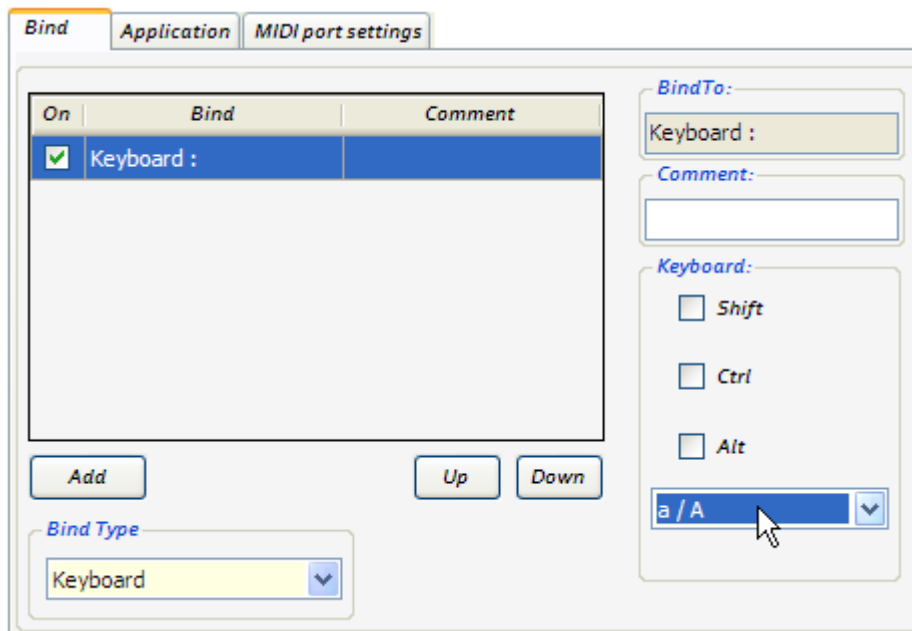 Bind Application MIDI port settings
On Bind Comment
Keyboard :
BindTo:
Keyboard :
Comment:
Keyboard:
Shift
Ctrl
Alt
a / A
Add Up Down
Bind Type
Keyboard